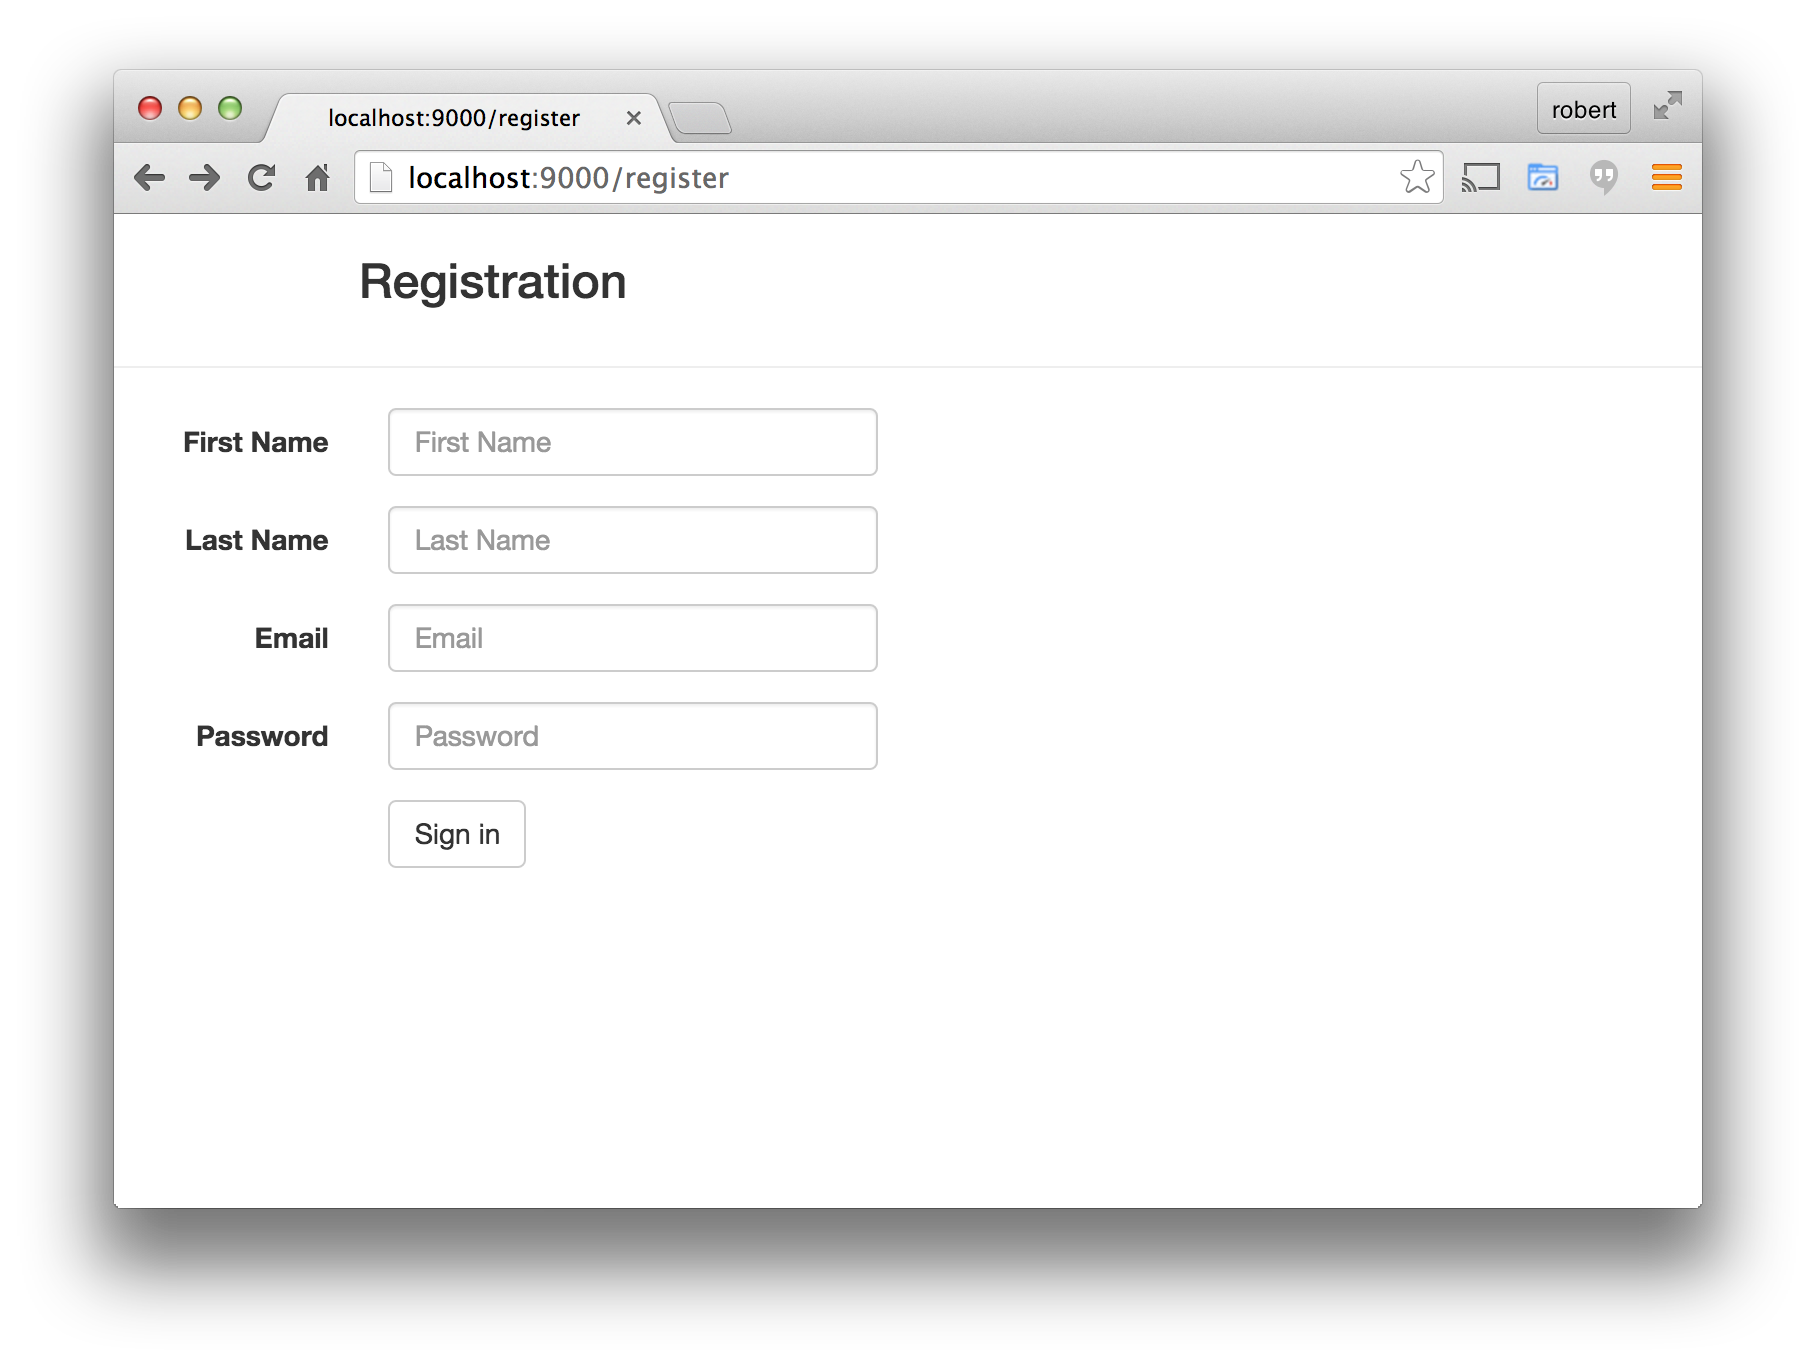 localhost:9000/register
robert
localhost:9000/register
Registration
First Name First Name
Last Name Last Name
Email Email
Password Password
Sign in